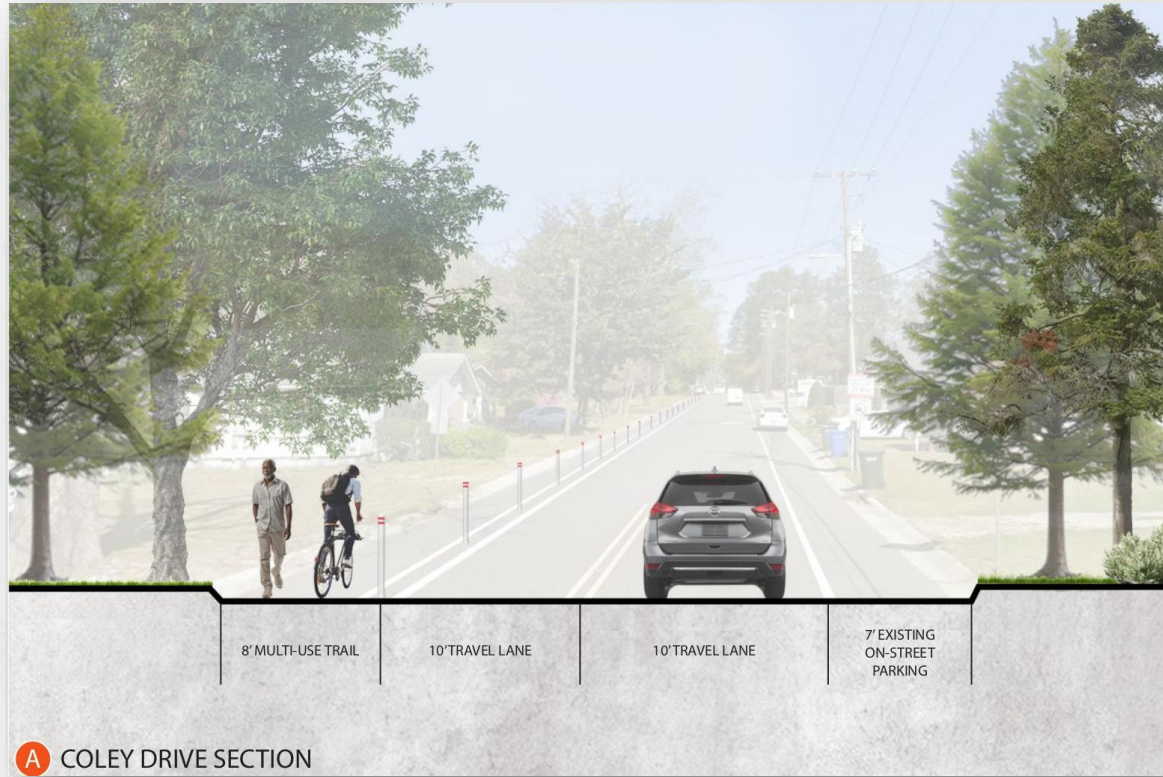 8' MULTI-USE TRAIL
10' TRAVEL LANE
10' TRAVEL LANE
7' EXISTING
ON-STREET
PARKING
A COLEY DRIVE SECTION